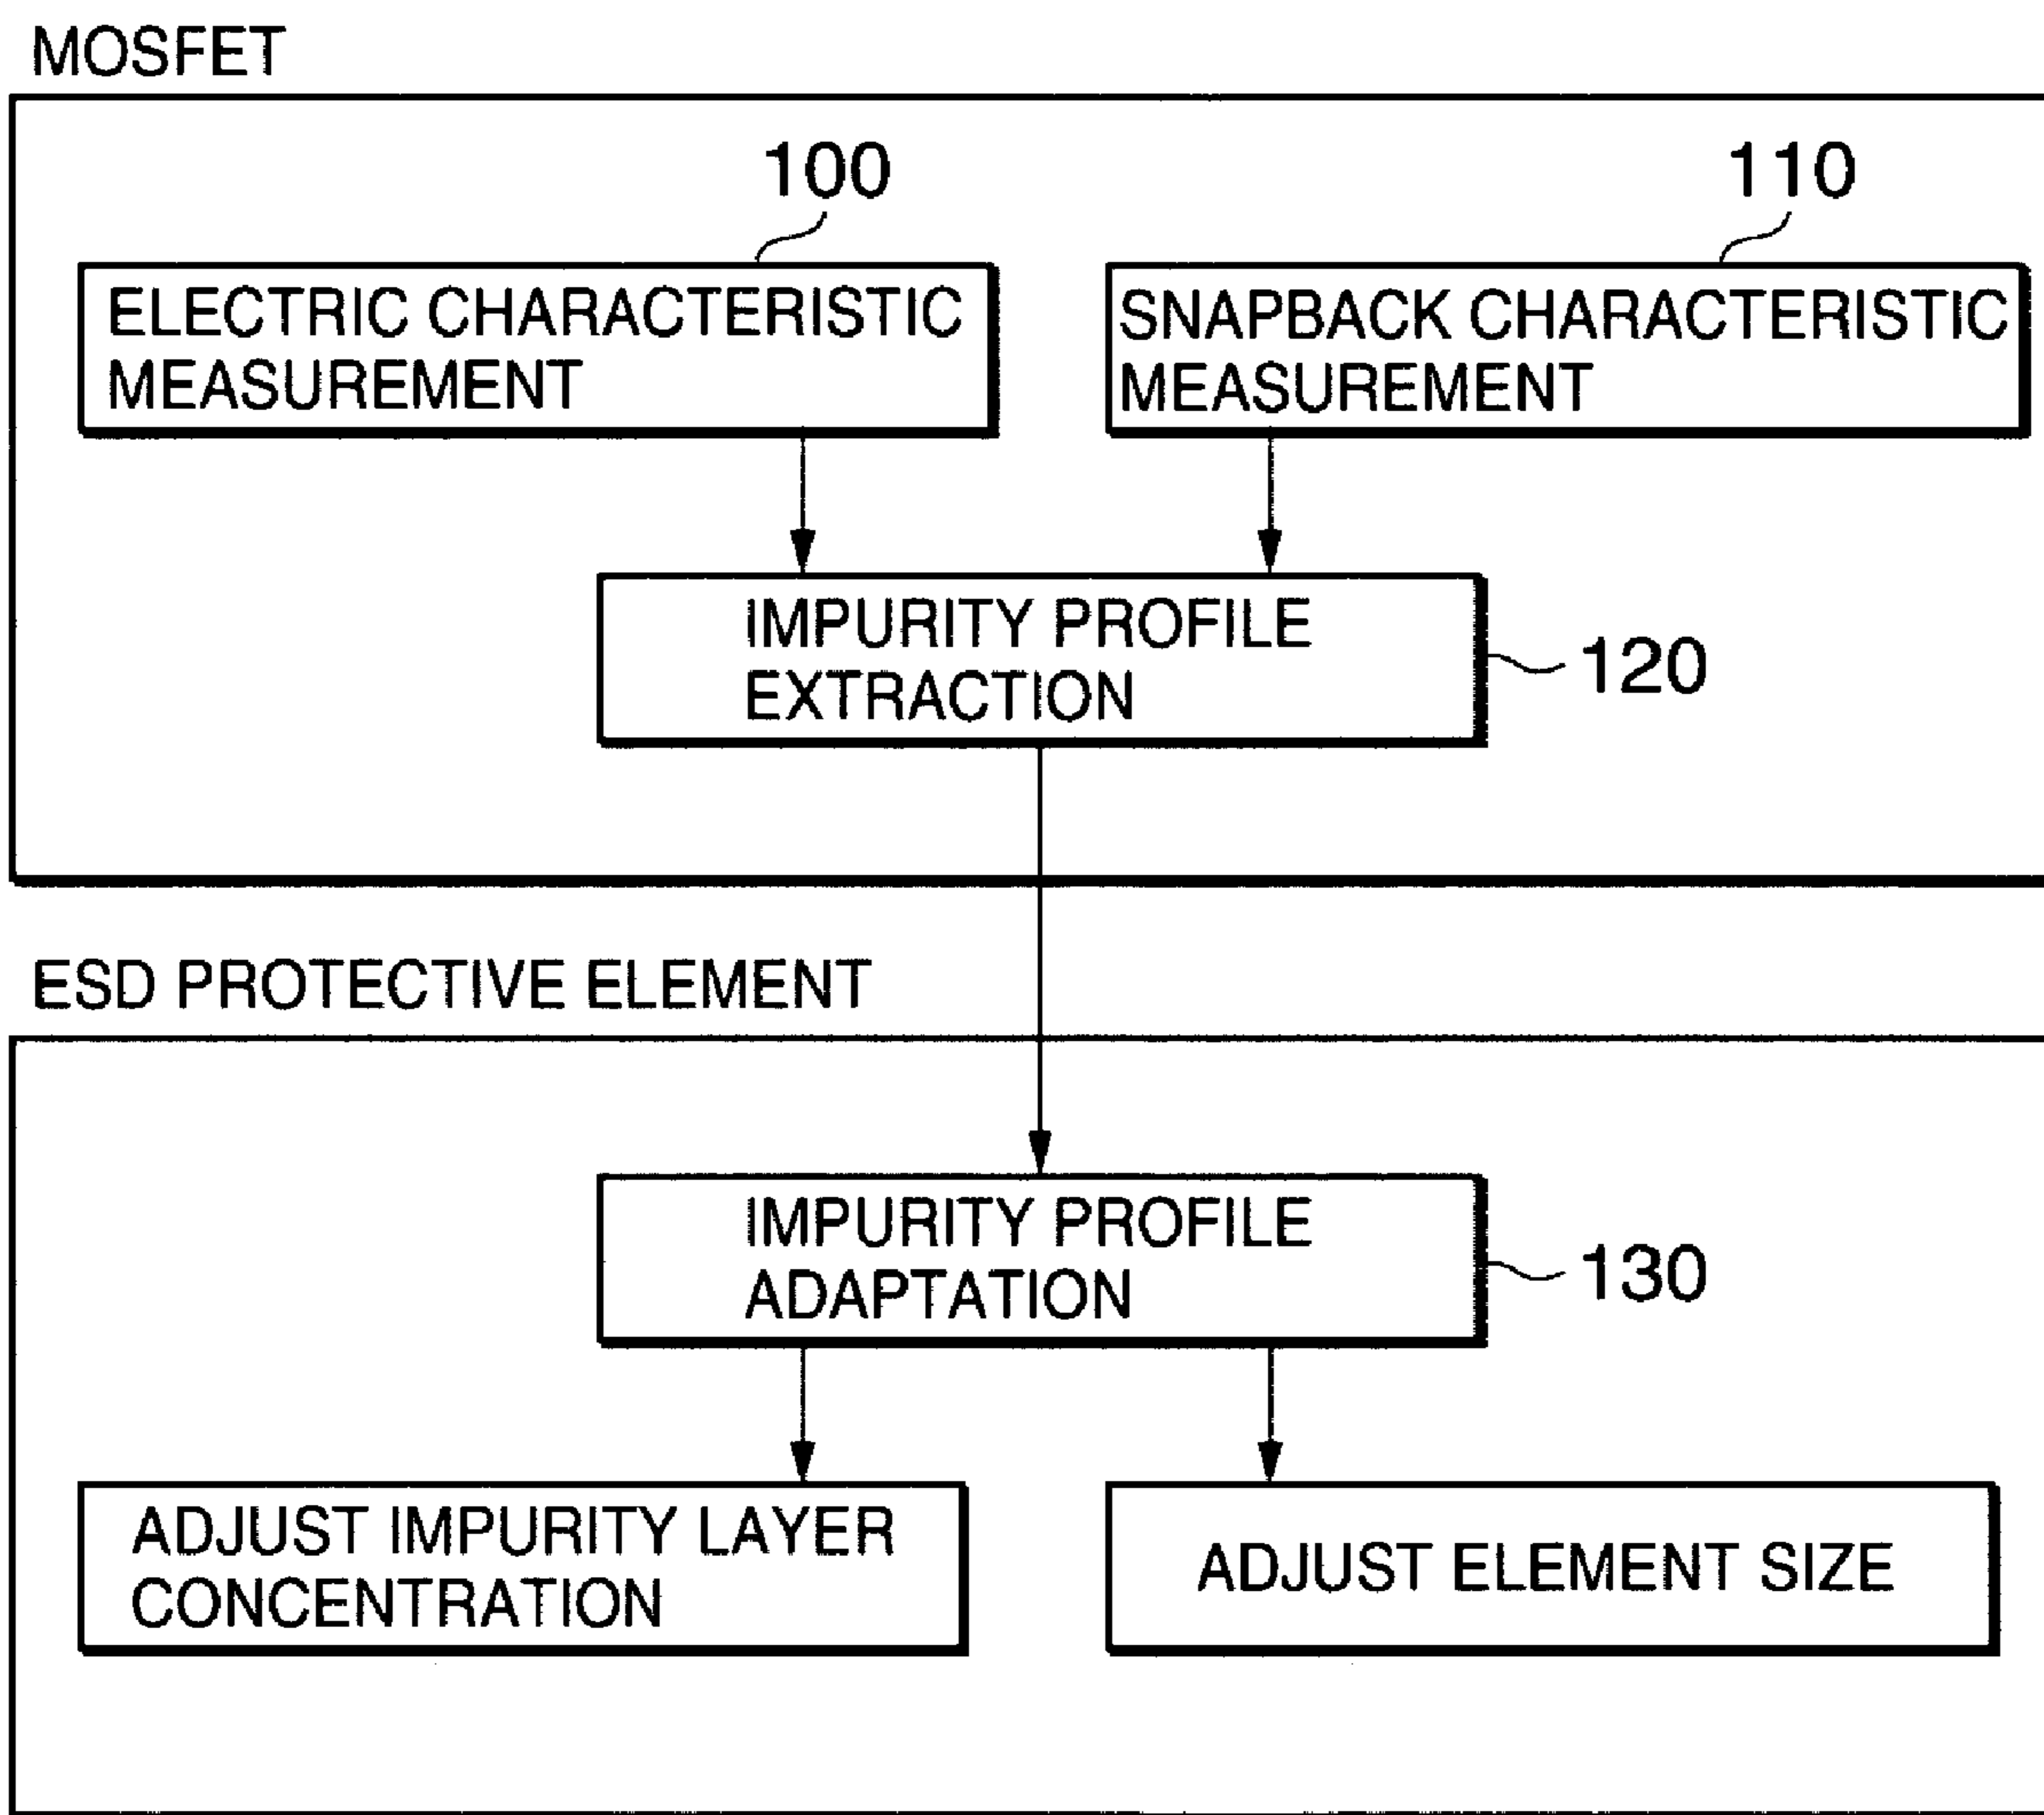 MOSFET
100
110
ELECTRIC CHARACTERISTIC
MEASUREMENT
SNAPBACK CHARACTERISTIC
MEASUREMENT
IMPURITY PROFILE
EXTRACTION
120
ESD PROTECTIVE ELEMENT
IMPURITY PROFILE
ADAPTATION
130
ADJUST IMPURITY LAYER
CONCENTRATION
ADJUST ELEMENT SIZE